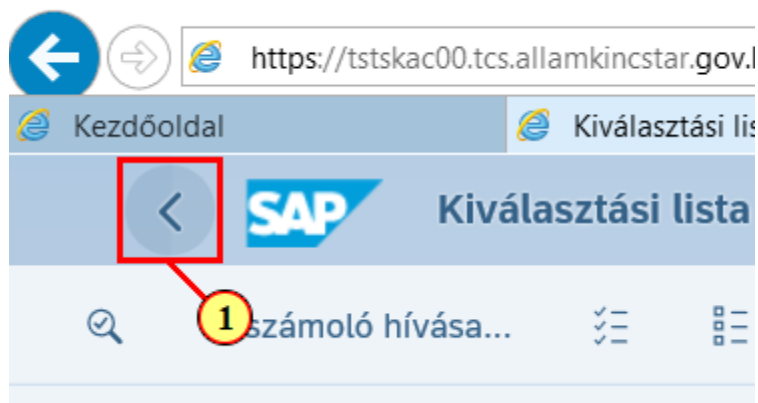 https://tstskac00.tcs.allamkincstar.gov.
Kezdőoldal Kiválasztási lis
SAP Kiválasztási lista
1 számoló hívása...